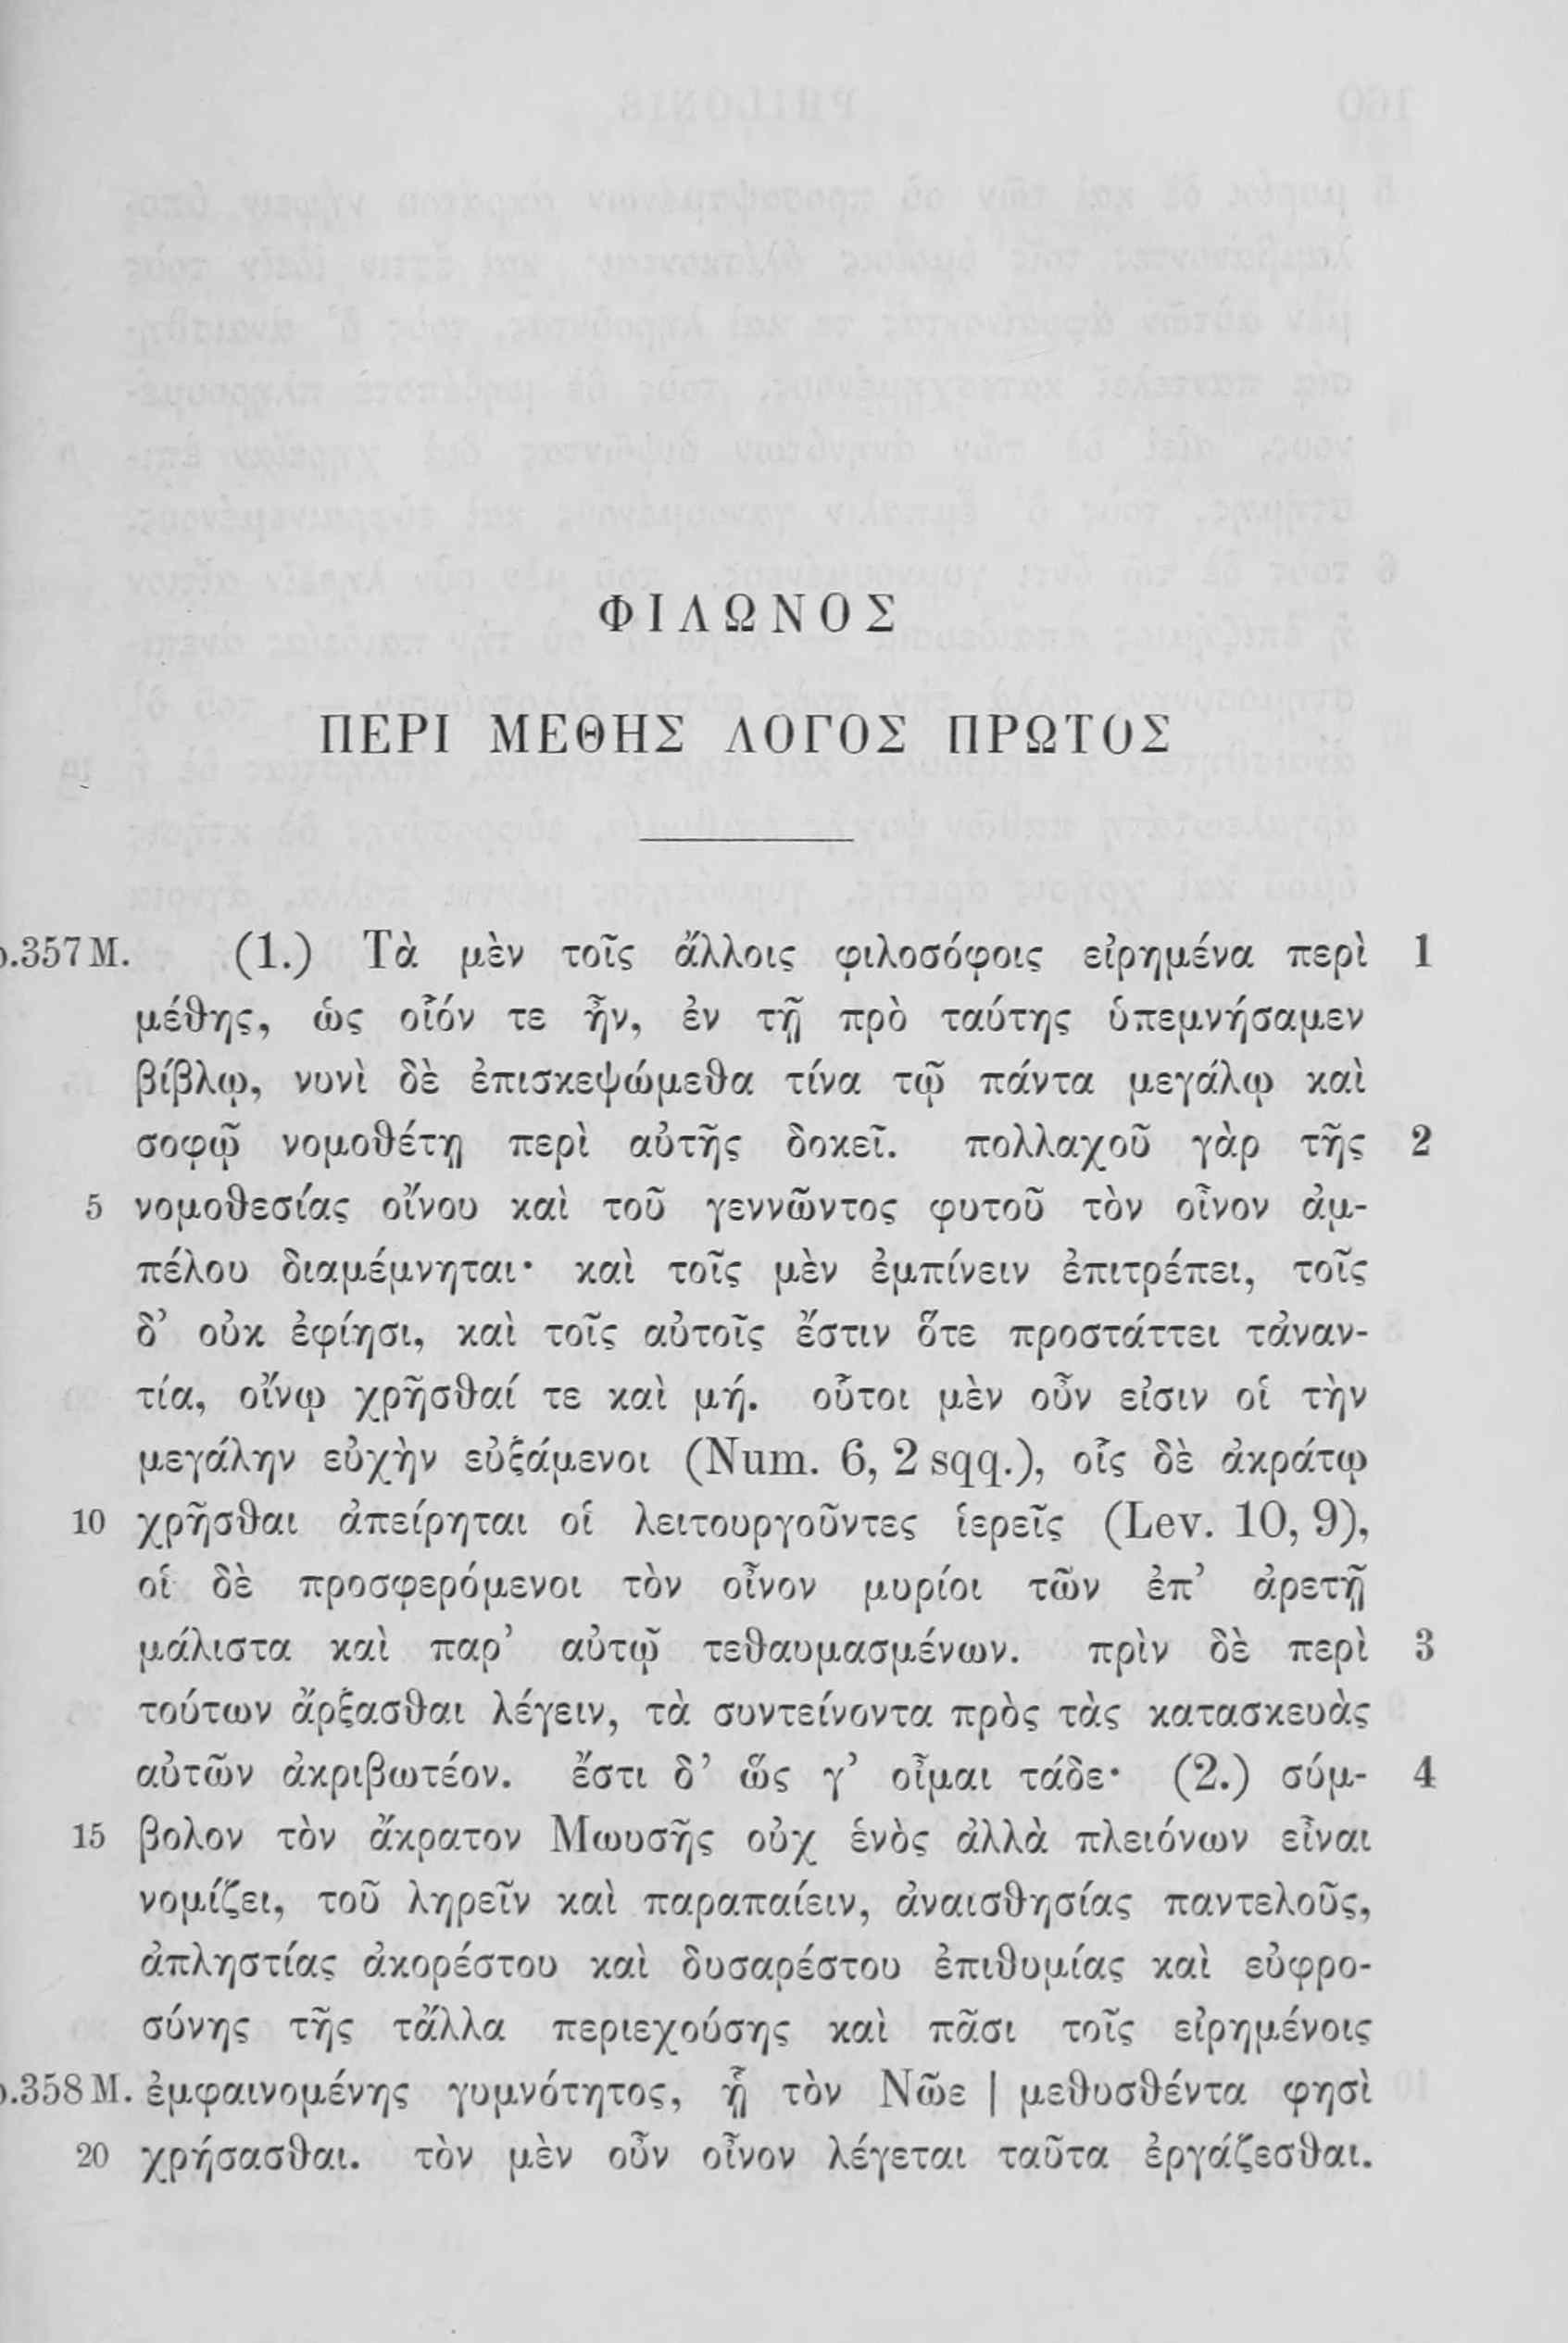 ΦΙΛΩΝΟΣ
ΠΕΡΙ ΜΕΘΗΣ ΛΟΓΟΣ ΠΡΩΤΟΣ
p.357 M. (1.) Τὰ μὲν τοῖς ἄλλοις φιλοσόφοις εἰρημένα περὶ 1
μέθης, ὡς οἷόν τε ἦν, ἐν τῇ πρὸ ταύτης ὑπεμνήσαμεν
βίβλῳ, νυνὶ δὲ ἐπισκεψώμεθα τίνα τῷ πάντα μεγάλῳ καὶ
σοφῷ νομοθέτῃ περὶ αὐτῆς δοκεῖ. πολλαχοῦ γὰρ τῆς 2
5 νομοθεσίας οἴνου καὶ τοῦ γεννῶντος φυτοῦ τὸν οἶνον ἀμ-
πέλου διαμέμνηται· καὶ τοῖς μὲν ἐμπίνειν ἐπιτρέπει, τοῖς
δ’ οὐκ ἐφίησι, καὶ τοῖς αὐτοῖς ἔστιν ὅτε προστάττει τἀναν-
τία, οἴνῳ χρῆσθαί τε καὶ μή. οὗτοι μὲν οὖν εἰσιν οἱ τὴν
μεγάλην εὐχὴν εὐξάμενοι (Num. 6, 2 sqq.), οἷς δὲ ἀκράτῳ
10 χρῆσθαι ἀπείρηται οἱ λειτουργοῦντες ἱερεῖς (Lev. 10, 9),
οἱ δὲ προσφερόμενοι τὸν οἶνον μυρίοι τῶν ἐπ’ ἀρετῇ
μάλιστα καὶ παρ’ αὐτῷ τεθαυμασμένων. πρὶν δὲ περὶ 3
τούτων ἄρξασθαι λέγειν, τὰ συντείνοντα πρὸς τὰς κατασκευὰς
αὐτῶν ἀκριβωτέον. ἔστι δ’ ὥς γ’ οἶμαι τάδε· (2.) σύμ- 4
15 βολον τὸν ἄκρατον Μωυσῆς οὐχ ἑνὸς ἀλλὰ πλειόνων εἶναι
νομίζει, τοῦ ληρεῖν καὶ παραπαίειν, ἀναισθησίας παντελοῦς,
ἀπληστίας ἀκορέστου καὶ δυσαρέστου ἐπιθυμίας καὶ εὐφρο-
σύνης τῆς τἄλλα περιεχούσης καὶ πᾶσι τοῖς εἰρημένοις
p.358 M. ἐμφαινομένης γυμνότητος, ᾗ τὸν Νῶε | μεθυσθέντα φησὶ
20 χρήσασθαι. τὸν μὲν οὖν οἶνον λέγεται ταῦτα ἐργάζεσθαι.